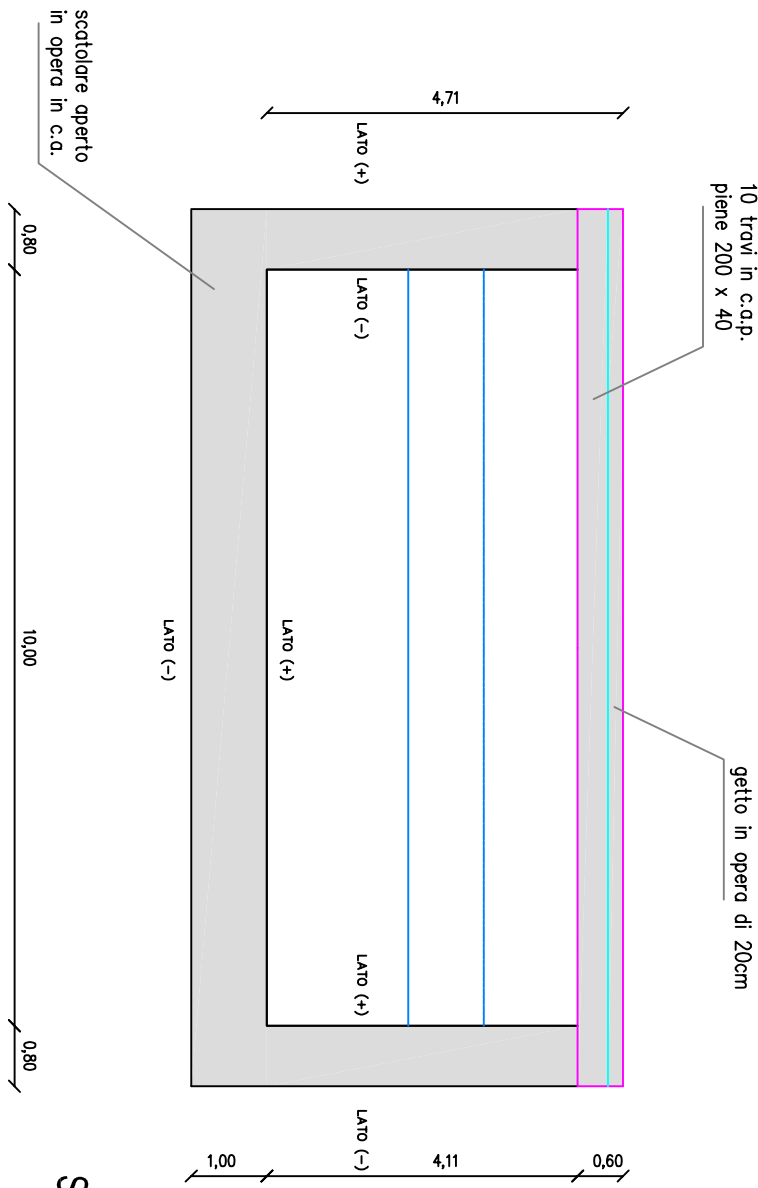 10 travi in c.a.p.
piene 200 x 40
getto in opera di 20cm
4,71
LATO (+)
LATO (-)
LATO (+)
LATO (-)
LATO (+)
LATO (-)
0,60
4,11
1,00
scatolare aperto
in opera in c.a.
0,80
10,00
0,80